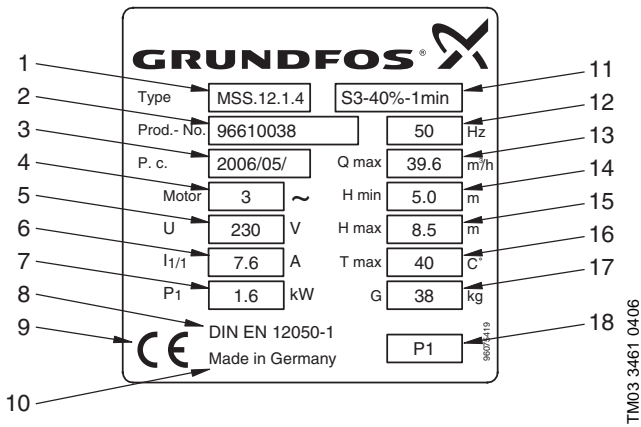 GRUNDFOS®
1 Type MSS.12.1.4 S3-40%-1min 11
2 Prod.- No. 96610038 50 Hz 12
3 P. c. 2006/05/ Q max 39.6 m³/h 13
4 Motor 3 ~ H min 5.0 m 14
5 U 230 V H max 8.5 m 15
6 I1/1 7.6 A T max 40 C° 16
7 P1 1.6 kW G 38 kg 17
8 DIN EN 12050-1
9 CE P1 18
10 Made in Germany
96075419
TM03 3461 0406